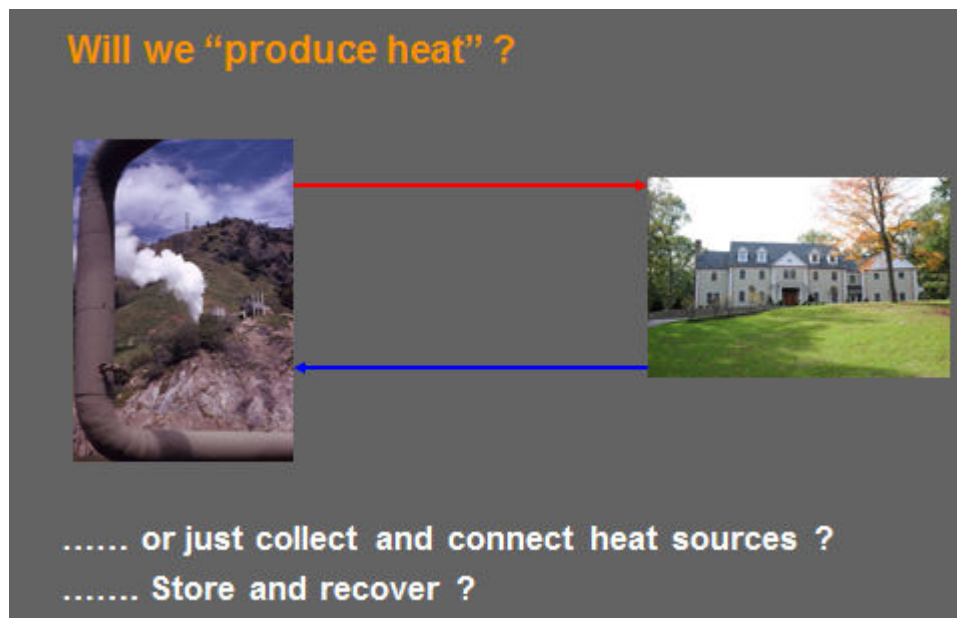 Will we “produce heat” ?
...... or just collect and connect heat sources ?
....... Store and recover ?